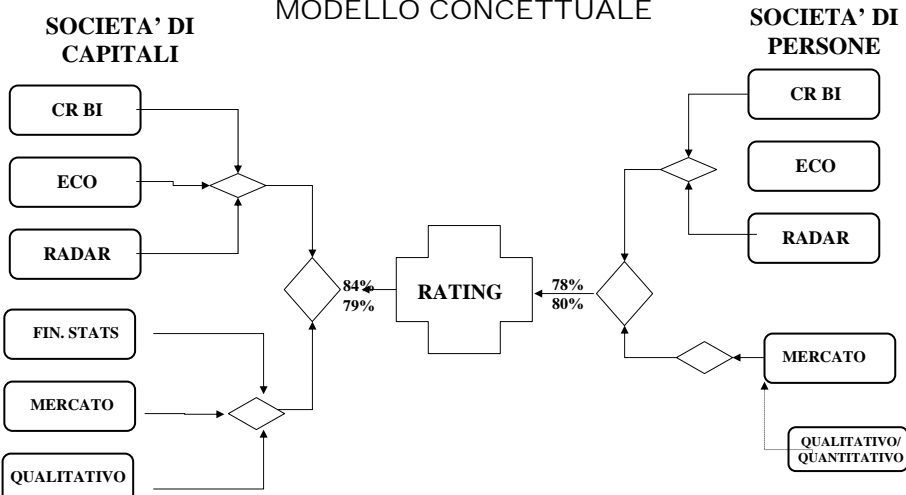 MODELLO CONCETTUALE
SOCIETA' DI
CAPITALI
CR BI
ECO
RADAR
FIN. STATS
MERCATO
QUALITATIVO
84%
79%
RATING
78%
80%
SOCIETA' DI
PERSONE
CR BI
ECO
RADAR
MERCATO
QUALITATIVO/
QUANTITATIVO